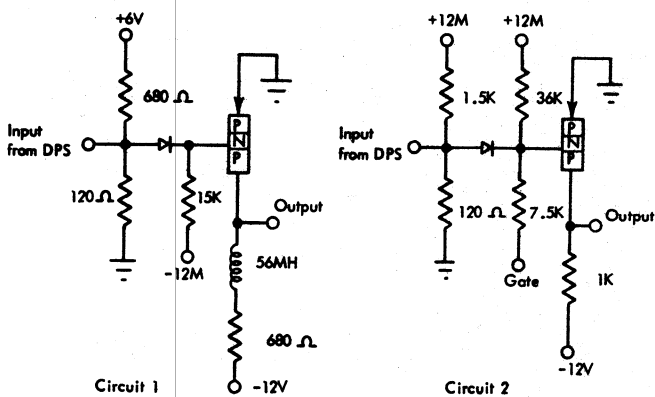 +6V
680 Ω
Input
from DPS
120Ω
15K
-12M
P
N
P
Output
56MH
680 Ω
-12V
Circuit 1
+12M
+12M
1.5K
36K
Input
from DPS
120 Ω
7.5K
Gate
P
N
P
Output
1K
-12V
Circuit 2